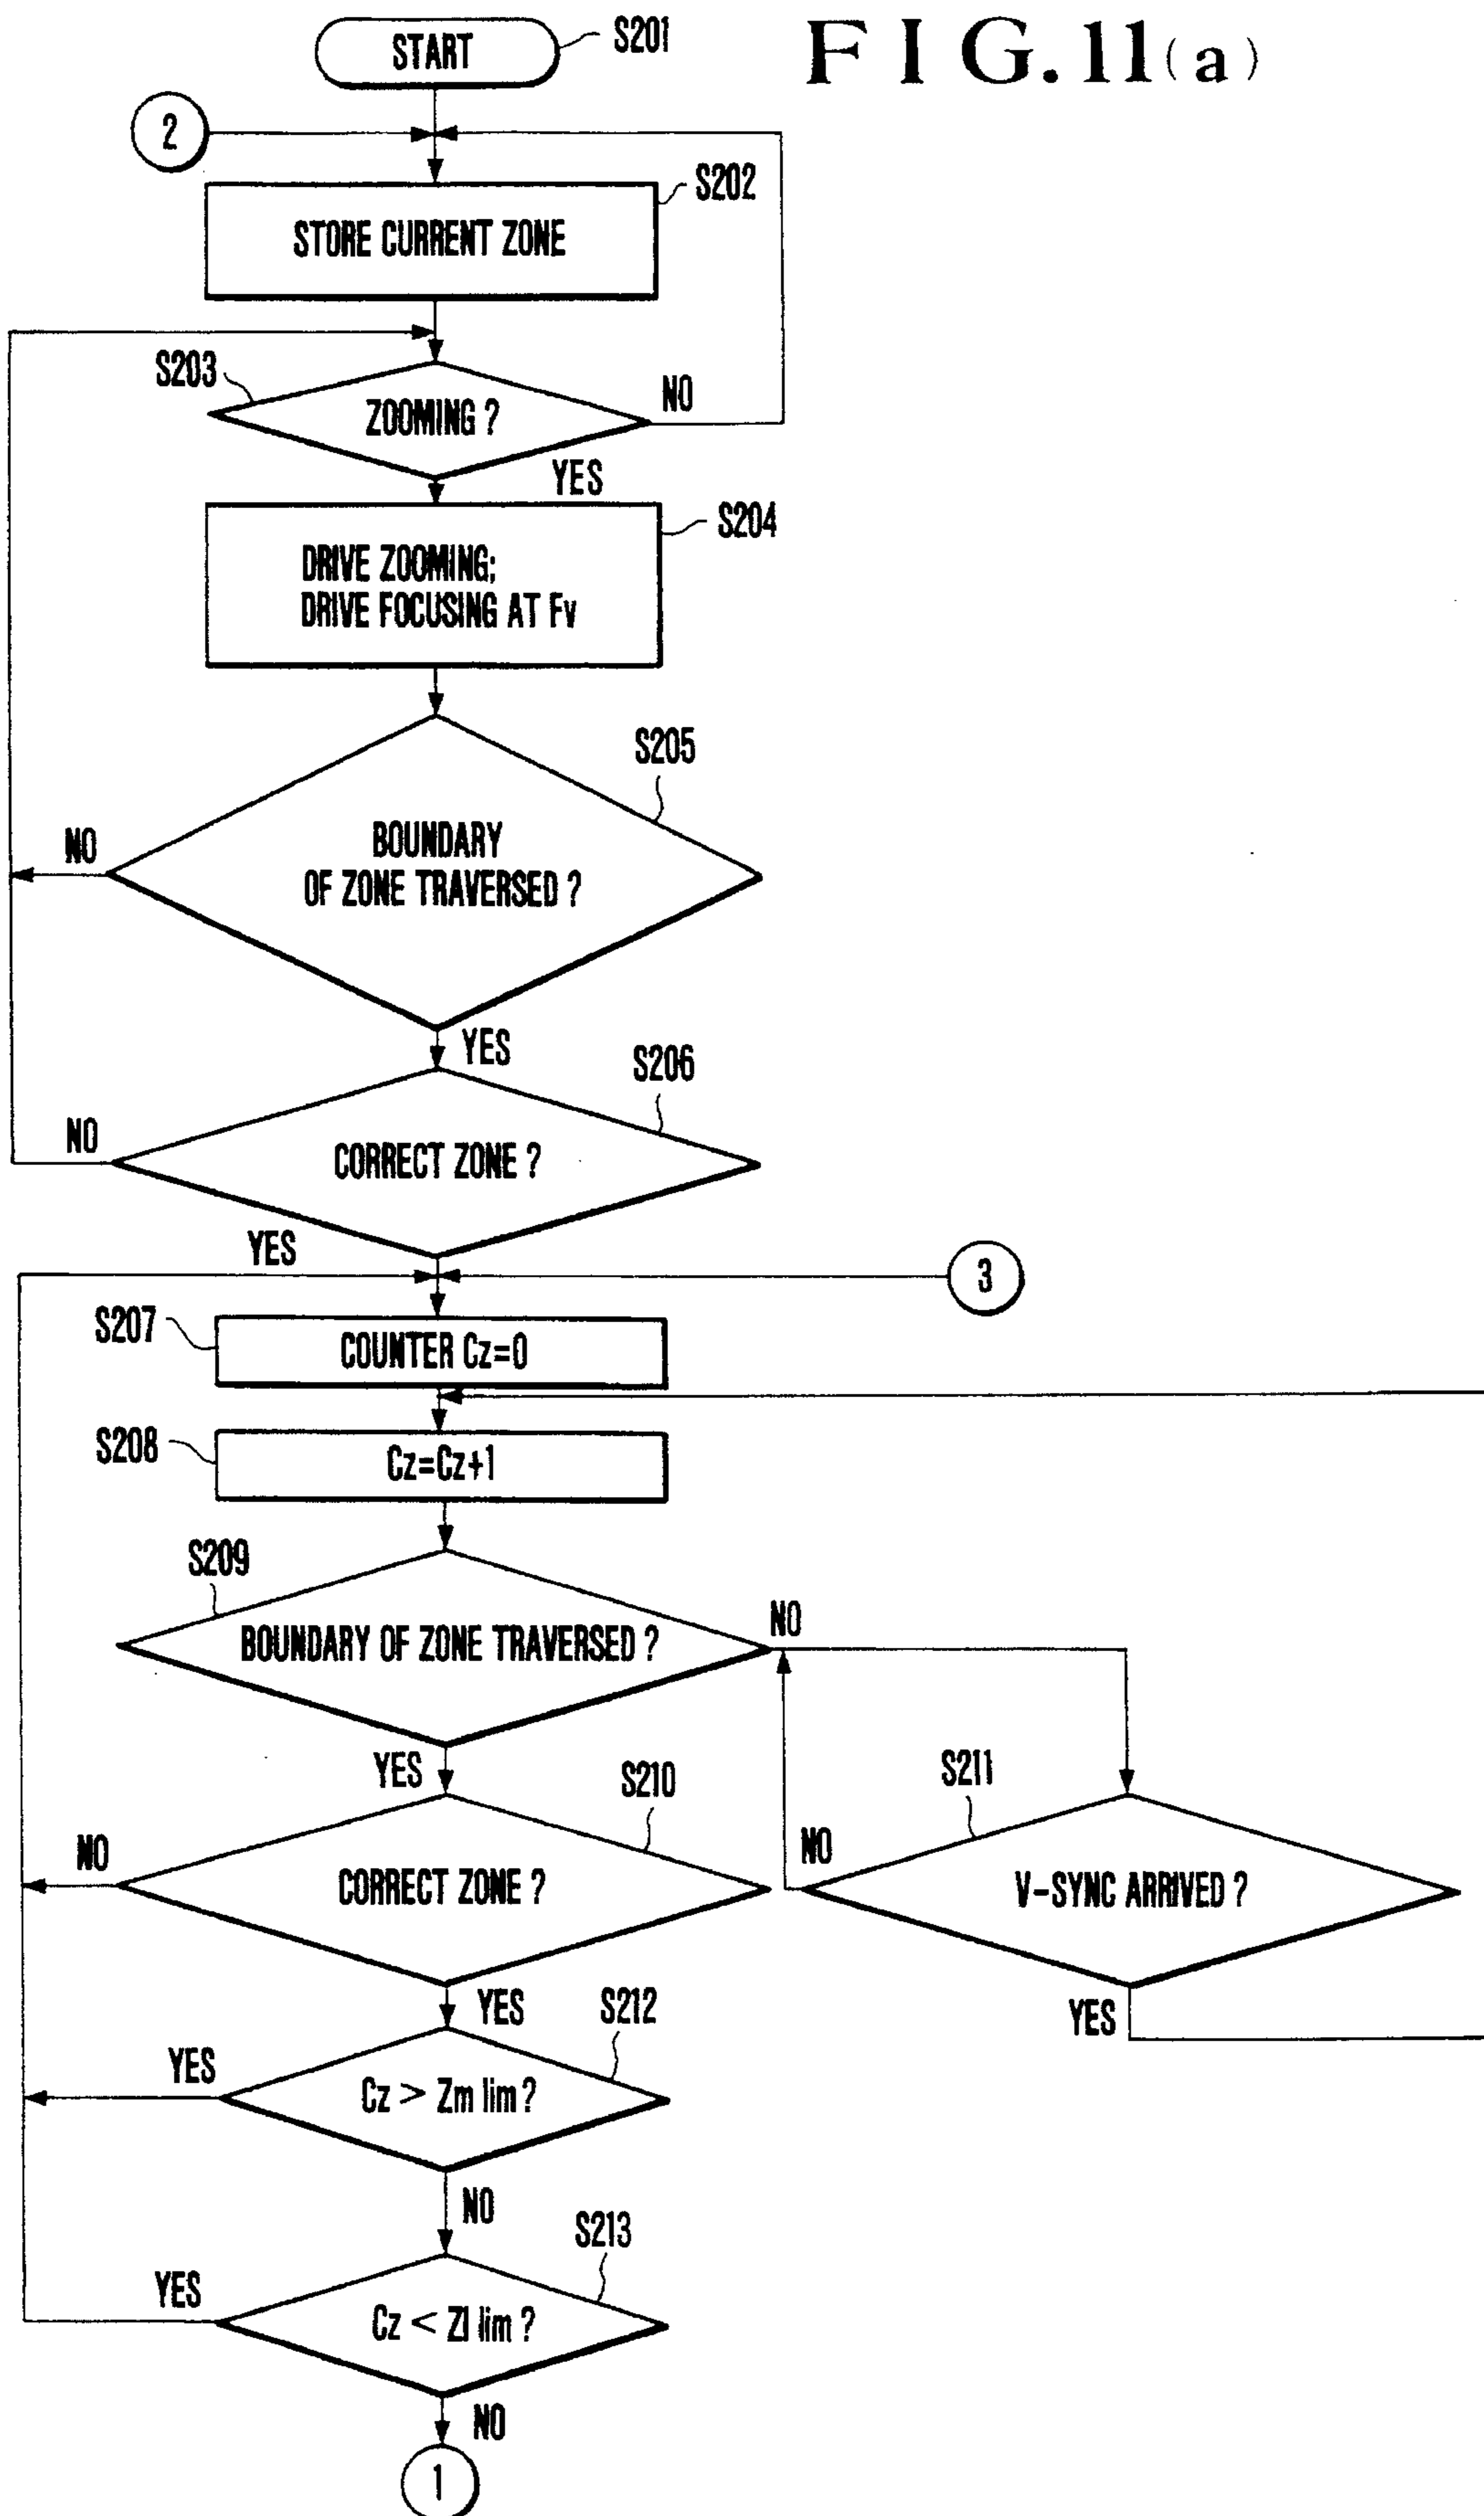 START
S201
FIG.11(a)
2
S202
STORE CURRENT ZONE
S203
ZOOMING ?
NO
YES
S204
DRIVE ZOOMING;
DRIVE FOCUSING AT Fv
S205
NO
BOUNDARY
OF ZONE TRAVERSED ?
YES
S206
NO
CORRECT ZONE ?
YES
3
S207
COUNTER Cz=0
S208
Cz=Cz+1
S209
BOUNDARY OF ZONE TRAVERSED ?
NO
YES
S210
S211
NO
CORRECT ZONE ?
NO
V-SYNC ARRIVED ?
YES
S212
YES
YES
Cz > Zm lim ?
NO
S213
YES
Cz < Zl lim ?
NO
1